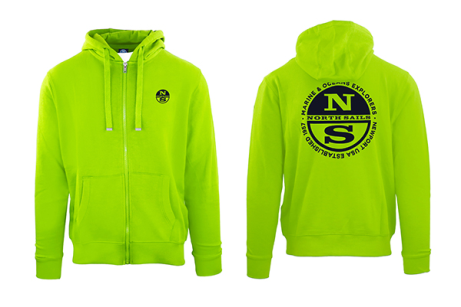 N
S
MARINE & OCEANS EXPLORERS
N
NORTH SAILS
S
NEWPORT USA ESTABLISHED 1957